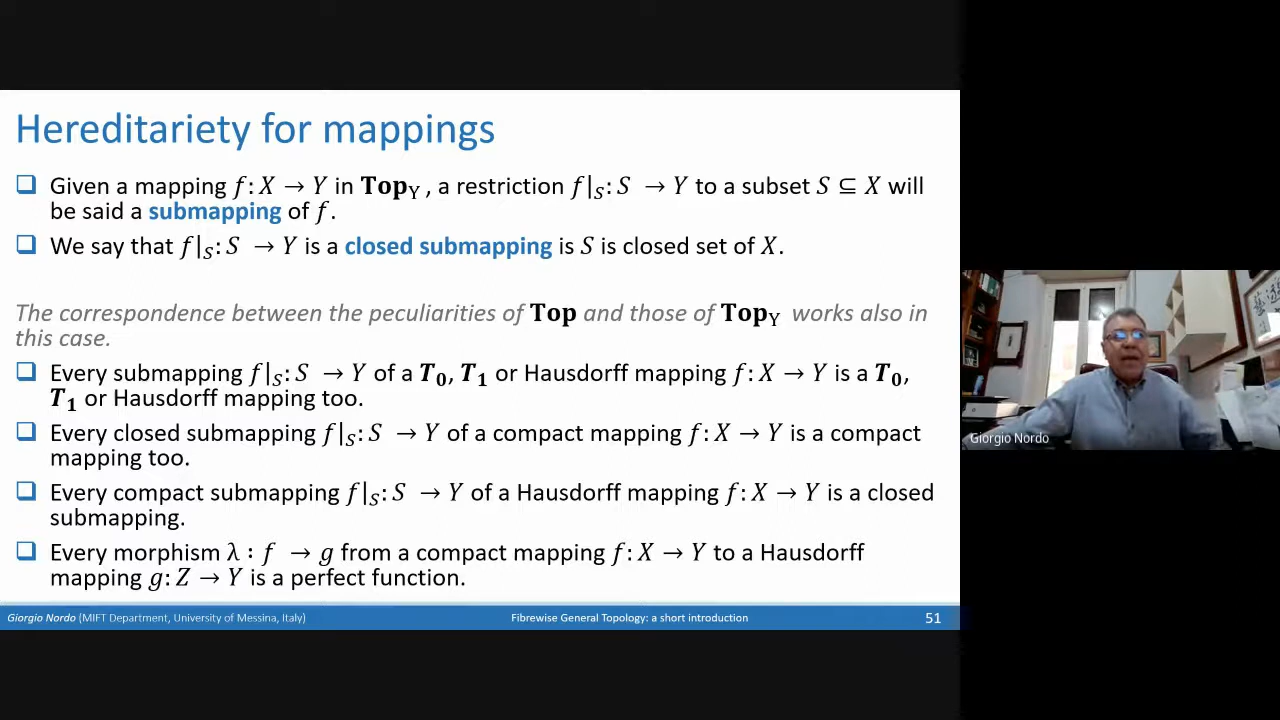 Hereditariety for mappings
❑ Given a mapping f: X → Y in Top_Y , a restriction f|_S: S → Y to a subset S ⊆ X will
be said a submapping of f.
❑ We say that f|_S: S → Y is a closed submapping is S is closed set of X.
The correspondence between the peculiarities of Top and those of Top_Y works also in
this case.
❑ Every submapping f|_S: S → Y of a T_0, T_1 or Hausdorff mapping f: X → Y is a T_0,
T_1 or Hausdorff mapping too.
❑ Every closed submapping f|_S: S → Y of a compact mapping f: X → Y is a compact
mapping too.
❑ Every compact submapping f|_S: S → Y of a Hausdorff mapping f: X → Y is a closed
submapping.
❑ Every morphism λ : f → g from a compact mapping f: X → Y to a Hausdorff
mapping g: Z → Y is a perfect function.
Giorgio Nordo (MIFT Department, University of Messina, Italy) Fibrewise General Topology: a short introduction 51
Giorgio Nordo